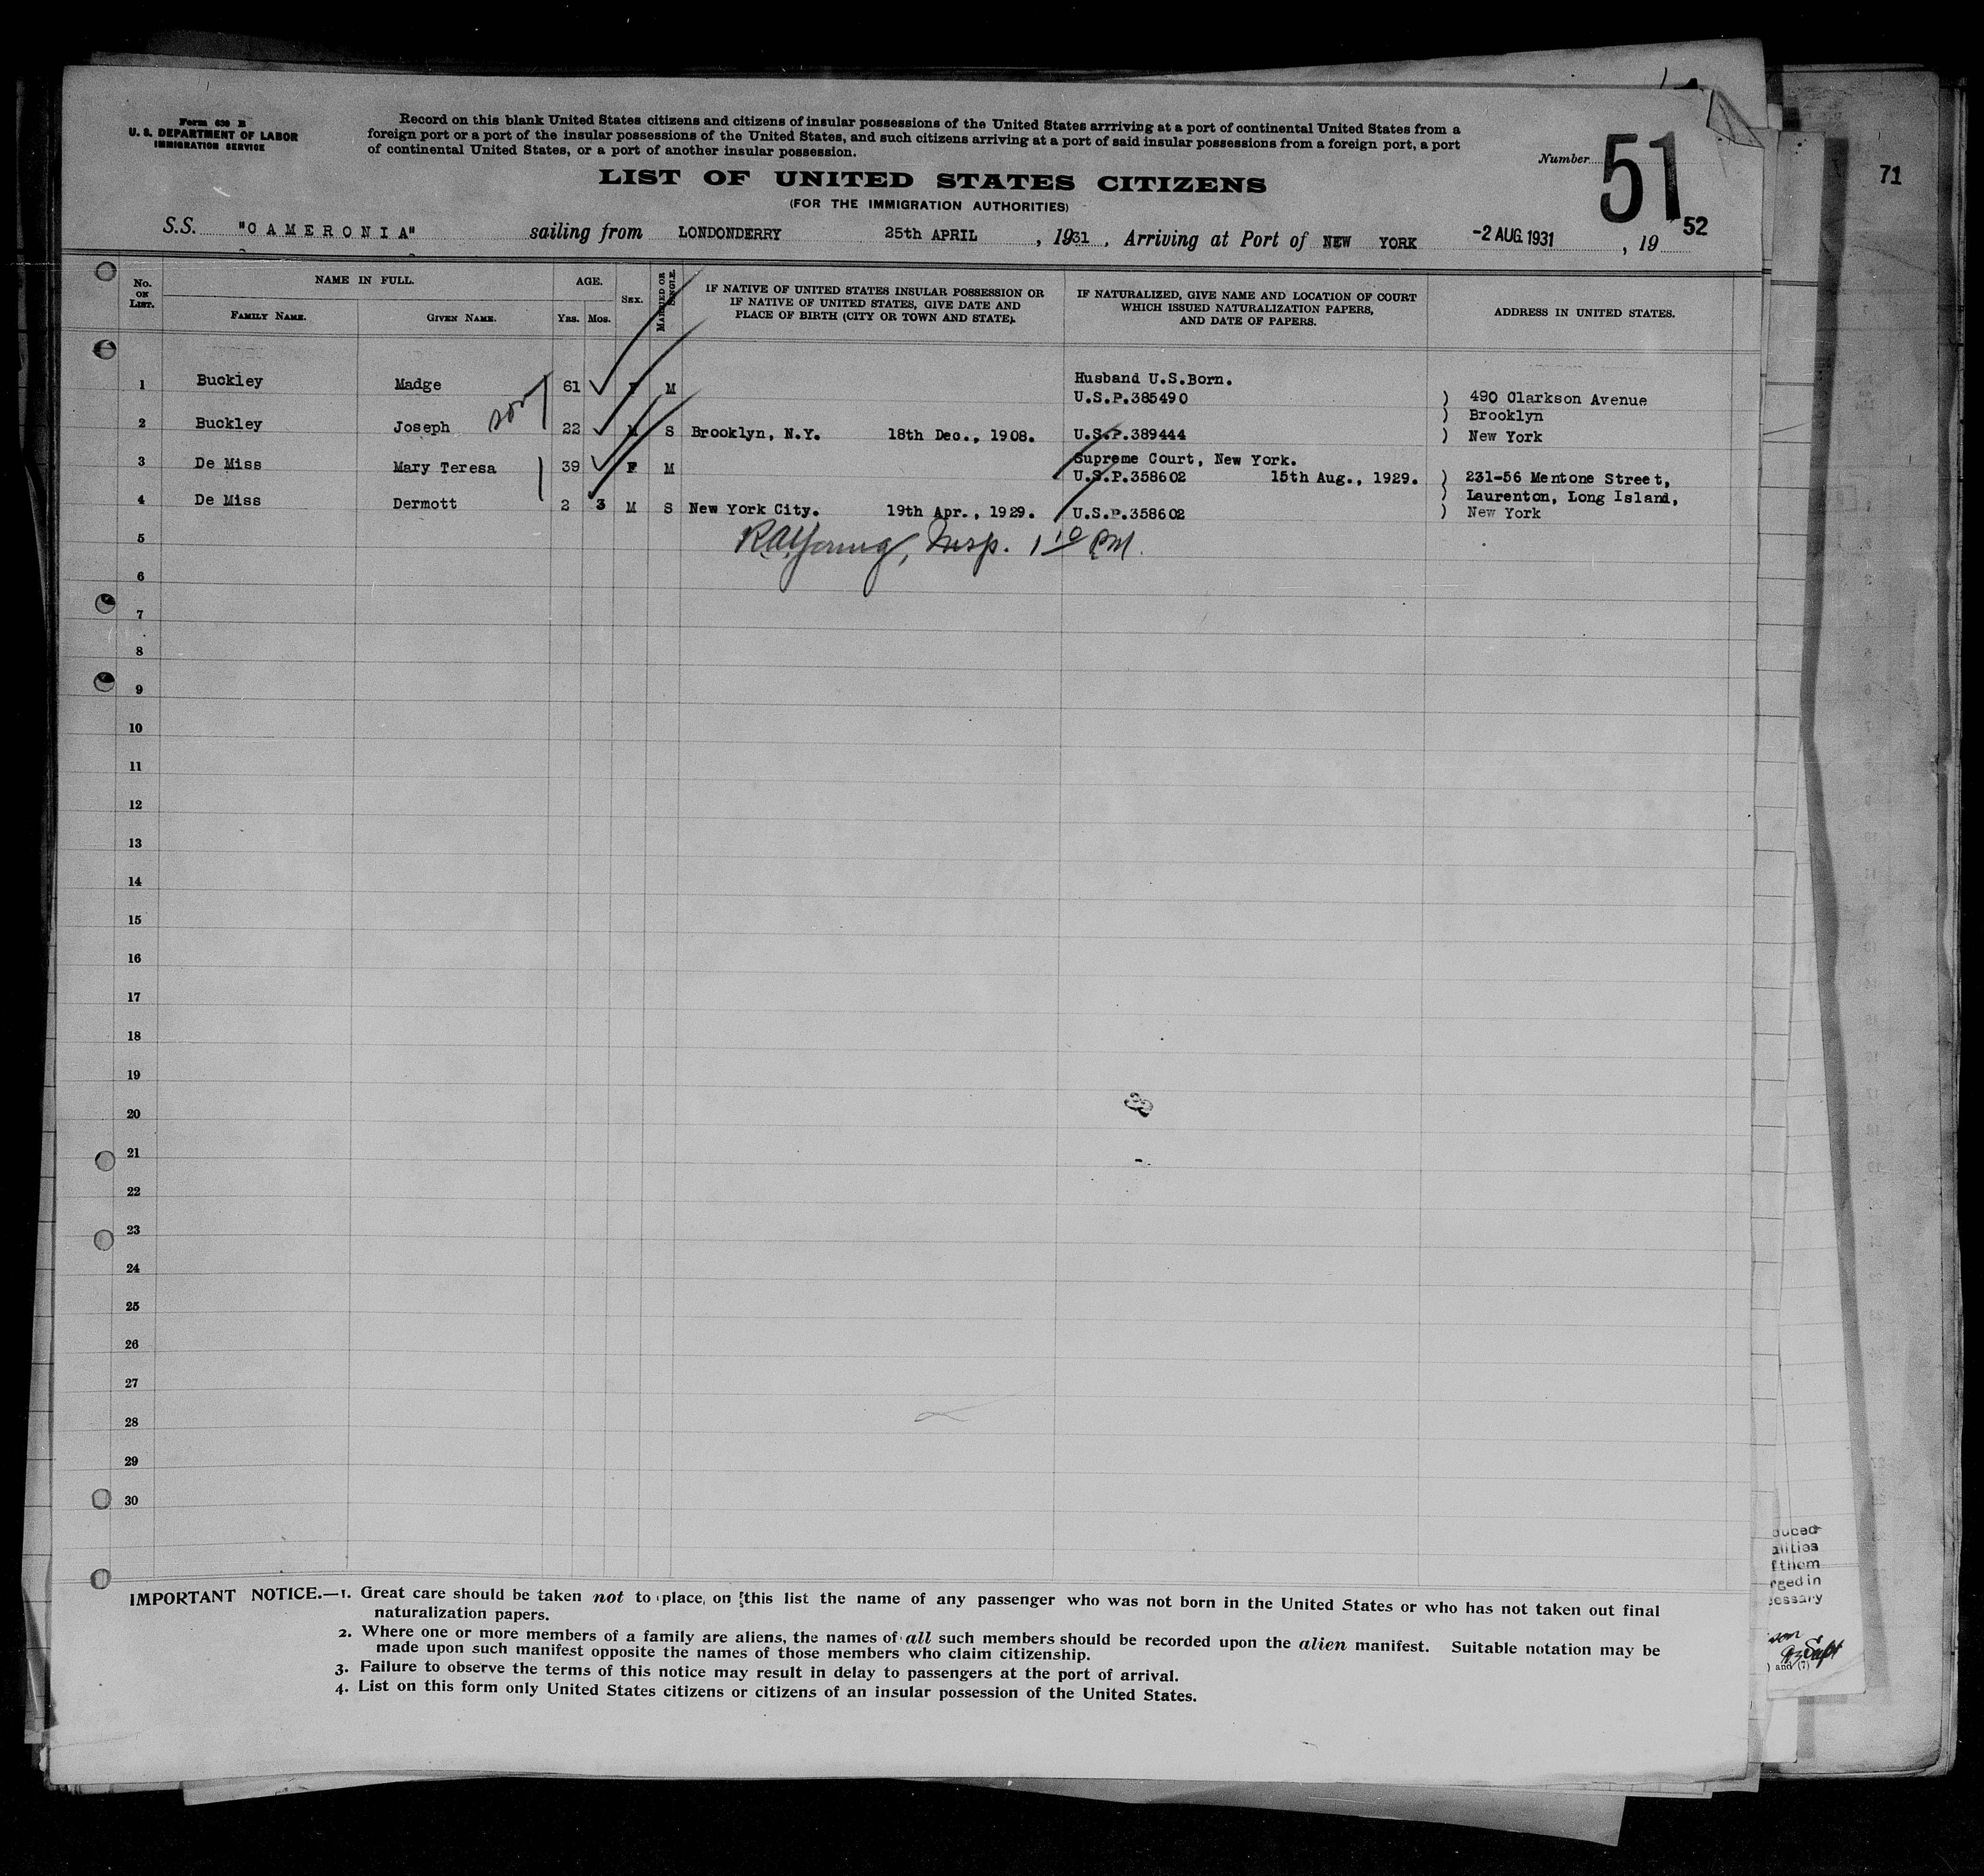 Form 630 B
U. S. DEPARTMENT OF LABOR
IMMIGRATION SERVICE
Record on this blank United States citizens and citizens of insular possessions of the United States arrriving at a port of continental United States from a
foreign port or a port of the insular possessions of the United States, and such citizens arriving at a port of said insular possessions from a foreign port, a port
of continental United States, or a port of another insular possession.
Number 51
52
71
LIST OF UNITED STATES CITIZENS
(FOR THE IMMIGRATION AUTHORITIES)
S.S. "CAMERONIA" sailing from LONDONDERRY 25th APRIL, 1931, Arriving at Port of NEW YORK -2 AUG. 1931, 19
No. ON LIST. NAME IN FULL. AGE. SEX. MARRIED OR SINGLE. IF NATIVE OF UNITED STATES INSULAR POSSESSION OR IF NATIVE OF UNITED STATES, GIVE DATE AND PLACE OF BIRTH (CITY OR TOWN AND STATE). IF NATURALIZED, GIVE NAME AND LOCATION OF COURT WHICH ISSUED NATURALIZATION PAPERS, AND DATE OF PAPERS. ADDRESS IN UNITED STATES.
FAMILY NAME. GIVEN NAME. YRS. MOS.
Husband U.S.Born.
1 Buckley Madge 61 F M U.S.P.385490 ) 490 Clarkson Avenue
son ) Brooklyn
2 Buckley Joseph 22 M S Brooklyn, N.Y. 18th Dec., 1908. U.S.P.389444 ) New York
Supreme Court, New York.
3 De Miss Mary Teresa 39 F M U.S.P.358602 15th Aug., 1929. ) 231-56 Mentone Street,
) Laurenton, Long Island,
4 De Miss Dermott 2 3 M S New York City. 19th Apr., 1929. U.S.P.358602 ) New York
5 RAYoung, Insp. 1 10 PM.
6
7
8
9
10
11
12
13
14
15
16
17
18
19
20
21
22
23
24
25
26
27
28
29
30
IMPORTANT NOTICE.—1. Great care should be taken not to place, on this list the name of any passenger who was not born in the United States or who has not taken out final
naturalization papers.
2. Where one or more members of a family are aliens, the names of all such members should be recorded upon the alien manifest. Suitable notation may be
made upon such manifest opposite the names of those members who claim citizenship.
3. Failure to observe the terms of this notice may result in delay to passengers at the port of arrival.
4. List on this form only United States citizens or citizens of an insular possession of the United States.
duced
alities
f them
rged in
cessary
) and (7)